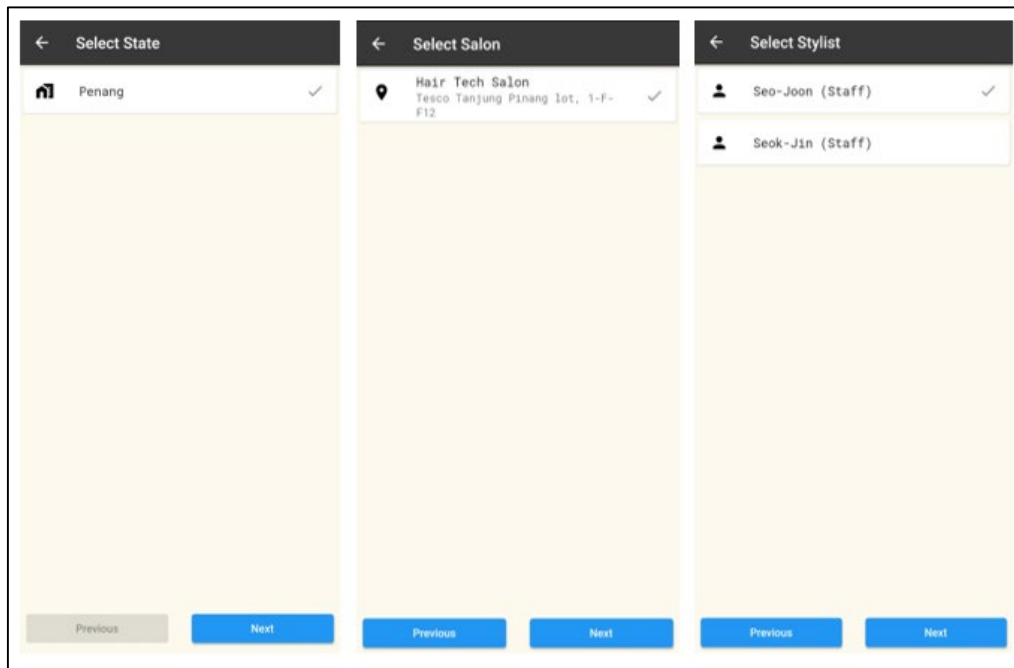 Select State
Penang
Previous
Next
Select Salon
Hair Tech Salon
Tesco Tanjung Pinang lot, 1-F-
F12
Previous
Next
Select Stylist
Seo-Joon (Staff)
Seok-Jin (Staff)
Previous
Next